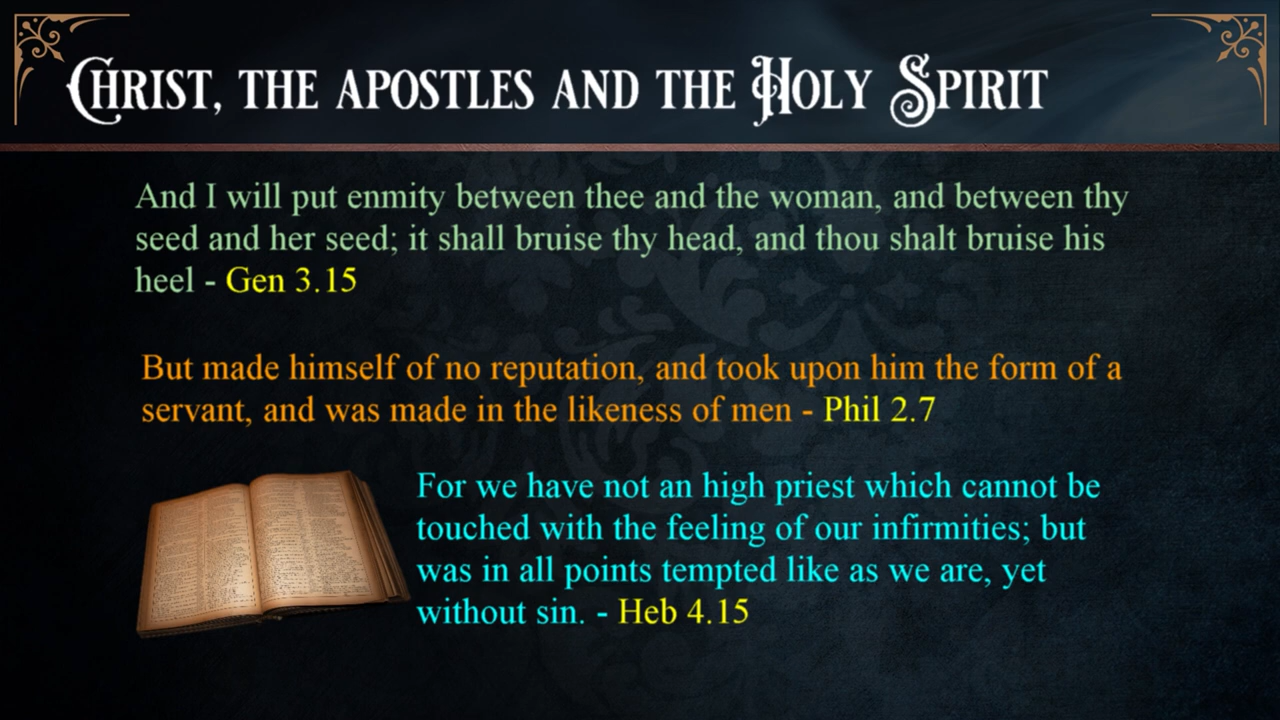 Christ, the apostles and the Holy Spirit
And I will put enmity between thee and the woman, and between thy
seed and her seed; it shall bruise thy head, and thou shalt bruise his
heel - Gen 3.15
But made himself of no reputation, and took upon him the form of a
servant, and was made in the likeness of men - Phil 2.7
For we have not an high priest which cannot be
touched with the feeling of our infirmities; but
was in all points tempted like as we are, yet
without sin. - Heb 4.15